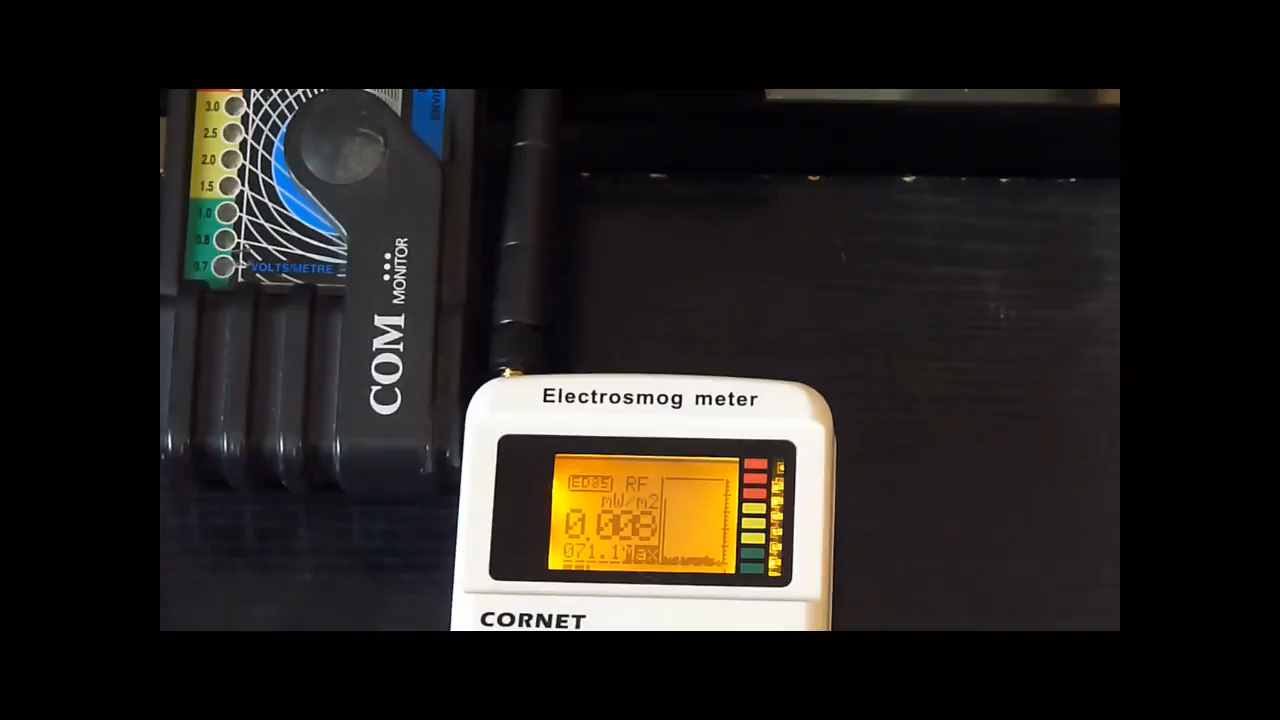 3.0
2.5
2.0
1.5
1.0
0.8
0.7
VOLTS/METRE
COM
MONITOR
Electrosmog meter
ED85 RF
mW/m2
0.008
071.1 Max
CORNET